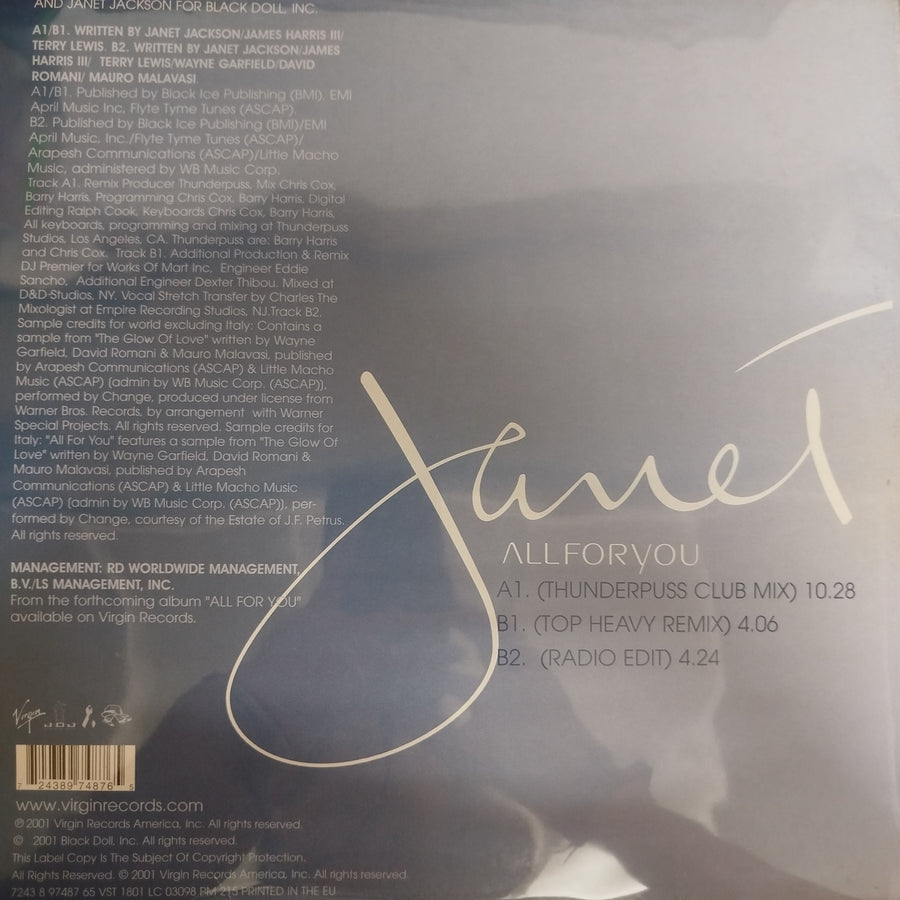 AND JANET JACKSON FOR BLACK DOLL, INC.
A1/B1. WRITTEN BY JANET JACKSON/JAMES HARRIS III/
TERRY LEWIS. B2. WRITTEN BY JANET JACKSON/JAMES
HARRIS III/ TERRY LEWIS/WAYNE GARFIELD/DAVID
ROMANI/ MAURO MALAVASI.
A1/B1. Published by Black Ice Publishing (BMI). EMI
April Music Inc, Flyte Tyme Tunes (ASCAP)
B2. Published by Black Ice Publishing (BMI)/EMI
April Music, Inc./Flyte Tyme Tunes (ASCAP)/
Arapesh Communications (ASCAP)/Little Macho
Music, administered by WB Music Corp.
Track A1. Remix Producer Thunderpuss, Mix Chris Cox,
Barry Harris, Programming Chris Cox, Barry Harris, Digital
Editing Ralph Cook, Keyboards Chris Cox, Barry Harris,
All keyboards, programming and mixing at Thunderpuss
Studios, Los Angeles, CA. Thunderpuss are: Barry Harris
and Chris Cox. Track B1. Additional Production & Remix
DJ Premier for Works Of Mart Inc, Engineer Eddie
Sancho, Additional Engineer Dexter Thibou. Mixed at
D&D Studios, NY. Vocal Stretch Transfer by Charles The
Mixologist at Empire Recording Studios, NJ.Track B2.
Sample credits for world excluding Italy: Contains a
sample from "The Glow Of Love" written by Wayne
Garfield, David Romani & Mauro Malavasi, published
by Arapesh Communications (ASCAP) & Little Macho
Music (ASCAP) [admin by WB Music Corp. (ASCAP)],
performed by Change, produced under license from
Warner Bros. Records, by arrangement with Warner
Special Projects. All rights reserved. Sample credits for
Italy: "All For You" features a sample from "The Glow Of
Love" written by Wayne Garfield, David Romani &
Mauro Malavasi, published by Arapesh
Communications (ASCAP) & Little Macho Music
(ASCAP) [admin by WB Music Corp. (ASCAP)], per-
formed by Change, courtesy of the Estate of J.F. Petrus.
All rights reserved.
MANAGEMENT: RD WORLDWIDE MANAGEMENT,
B.V./LS MANAGEMENT, INC.
From the forthcoming album "ALL FOR YOU"
available on Virgin Records.
Janet
ALL FOR YOU
A1. (THUNDERPUSS CLUB MIX) 10.28
B1. (TOP HEAVY REMIX) 4.06
B2. (RADIO EDIT) 4.24
Virgin JDJ
7 24389 74876 5
www.virginrecords.com
℗ 2001 Virgin Records America, Inc. All rights reserved.
© 2001 Black Doll, Inc. All rights reserved.
This Label Copy Is The Subject Of Copyright Protection.
All Rights Reserved. © 2001 Virgin Records America, Inc. All rights reserved.
7243 8 97487 65 VST 1801 LC 03098 PM 215 PRINTED IN THE EU